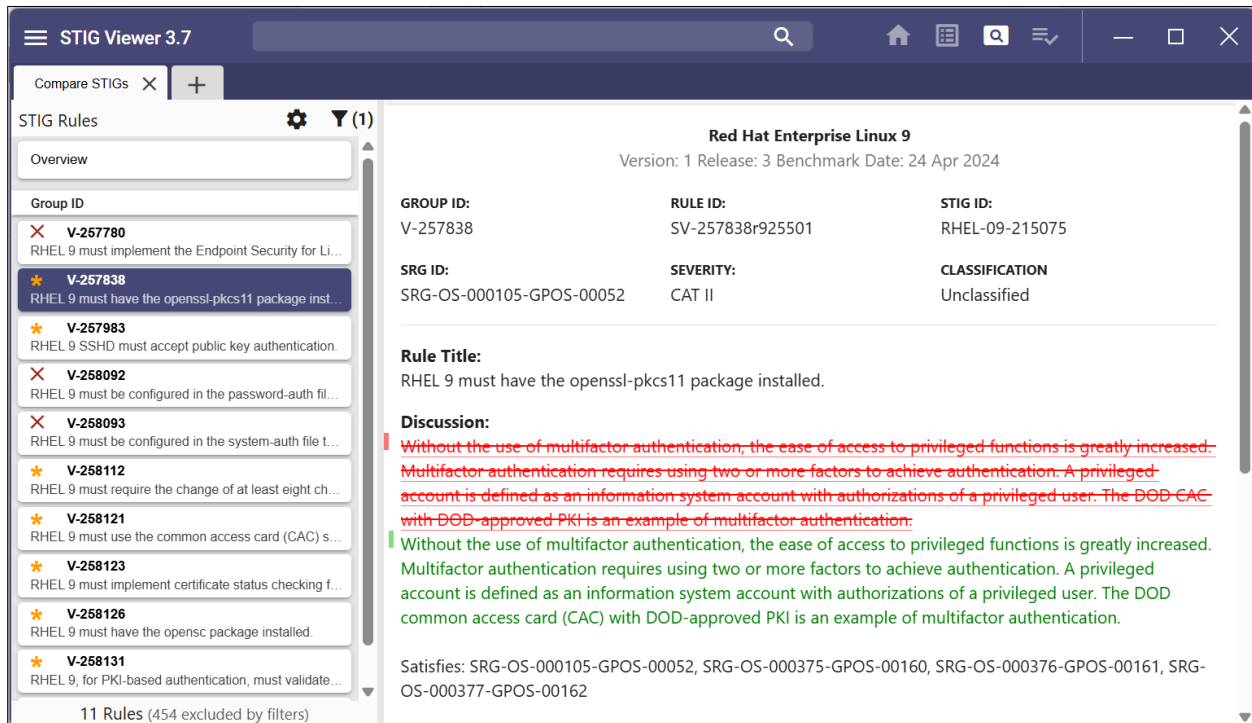 STIG Viewer 3.7
Compare STIGs
STIG Rules
(1)
Overview
Group ID
V-257780
RHEL 9 must implement the Endpoint Security for Li...
V-257838
RHEL 9 must have the openssl-pkcs11 package inst...
V-257983
RHEL 9 SSHD must accept public key authentication.
V-258092
RHEL 9 must be configured in the password-auth fil...
V-258093
RHEL 9 must be configured in the system-auth file t...
V-258112
RHEL 9 must require the change of at least eight ch...
V-258121
RHEL 9 must use the common access card (CAC) s...
V-258123
RHEL 9 must implement certificate status checking f...
V-258126
RHEL 9 must have the opensc package installed.
V-258131
RHEL 9, for PKI-based authentication, must validate...
11 Rules (454 excluded by filters)
Red Hat Enterprise Linux 9
Version: 1 Release: 3 Benchmark Date: 24 Apr 2024
GROUP ID: RULE ID: STIG ID:
V-257838 SV-257838r925501 RHEL-09-215075
SRG ID: SEVERITY: CLASSIFICATION
SRG-OS-000105-GPOS-00052 CAT II Unclassified
Rule Title:
RHEL 9 must have the openssl-pkcs11 package installed.
Discussion:
Without the use of multifactor authentication, the ease of access to privileged functions is greatly increased.
Multifactor authentication requires using two or more factors to achieve authentication. A privileged
account is defined as an information system account with authorizations of a privileged user. The DOD CAC
with DOD-approved PKI is an example of multifactor authentication.
Without the use of multifactor authentication, the ease of access to privileged functions is greatly increased.
Multifactor authentication requires using two or more factors to achieve authentication. A privileged
account is defined as an information system account with authorizations of a privileged user. The DOD
common access card (CAC) with DOD-approved PKI is an example of multifactor authentication.
Satisfies: SRG-OS-000105-GPOS-00052, SRG-OS-000375-GPOS-00160, SRG-OS-000376-GPOS-00161, SRG-
OS-000377-GPOS-00162